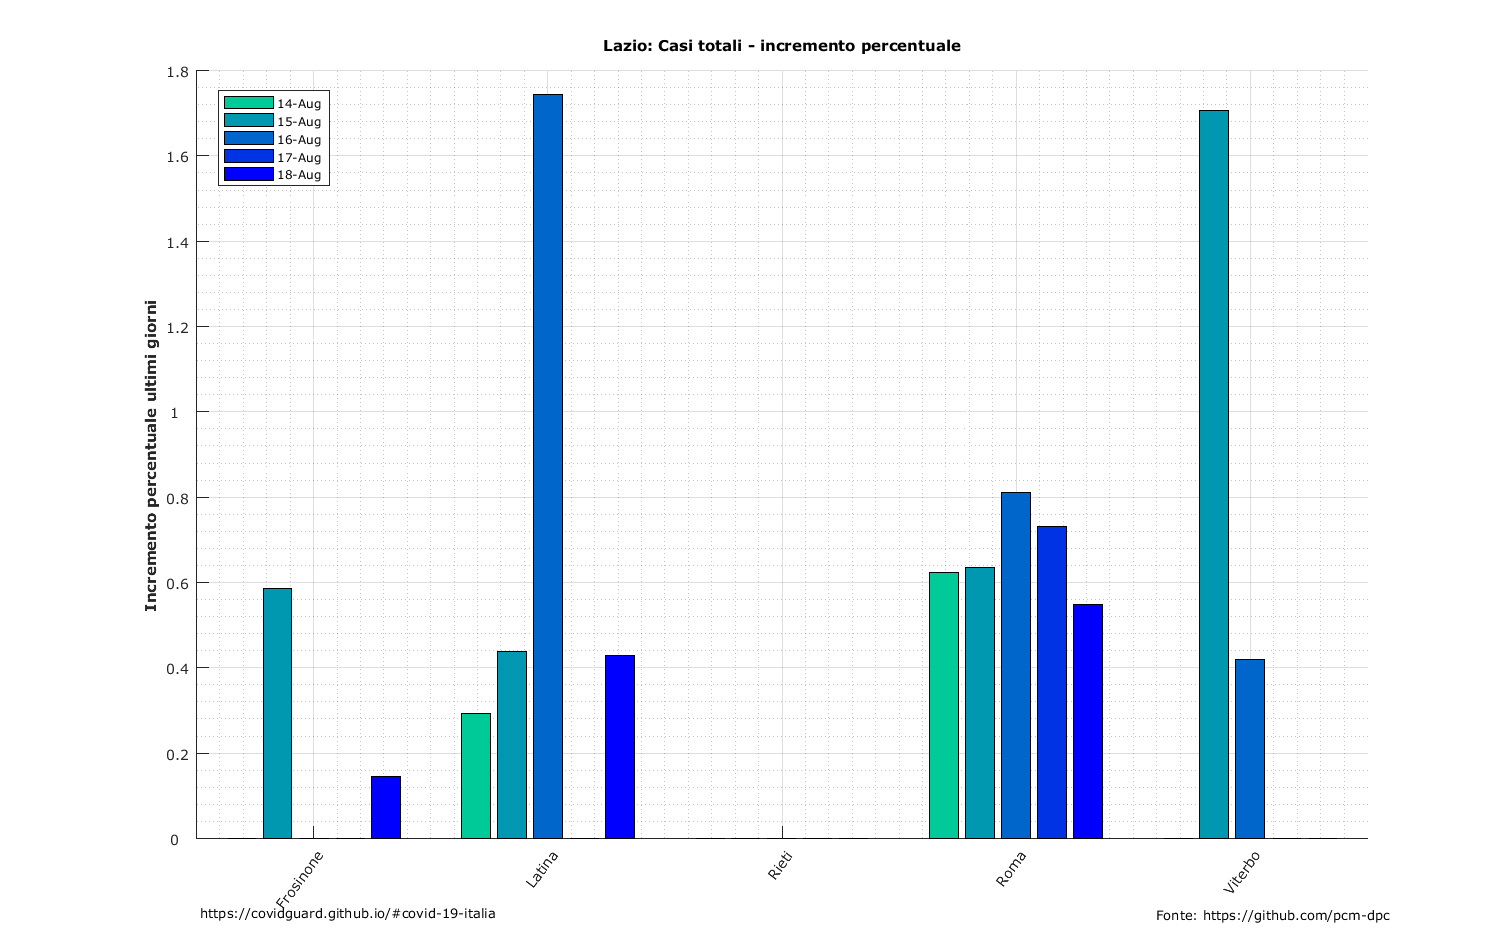 Lazio: Casi totali - incremento percentuale
Incremento percentuale ultimi giorni
1.8
1.6
1.4
1.2
1
0.8
0.6
0.4
0.2
0
14-Aug
15-Aug
16-Aug
17-Aug
18-Aug
Frosinone
Latina
Rieti
Roma
Viterbo
https://covidguard.github.io/#covid-19-italia
Fonte: https://github.com/pcm-dpc